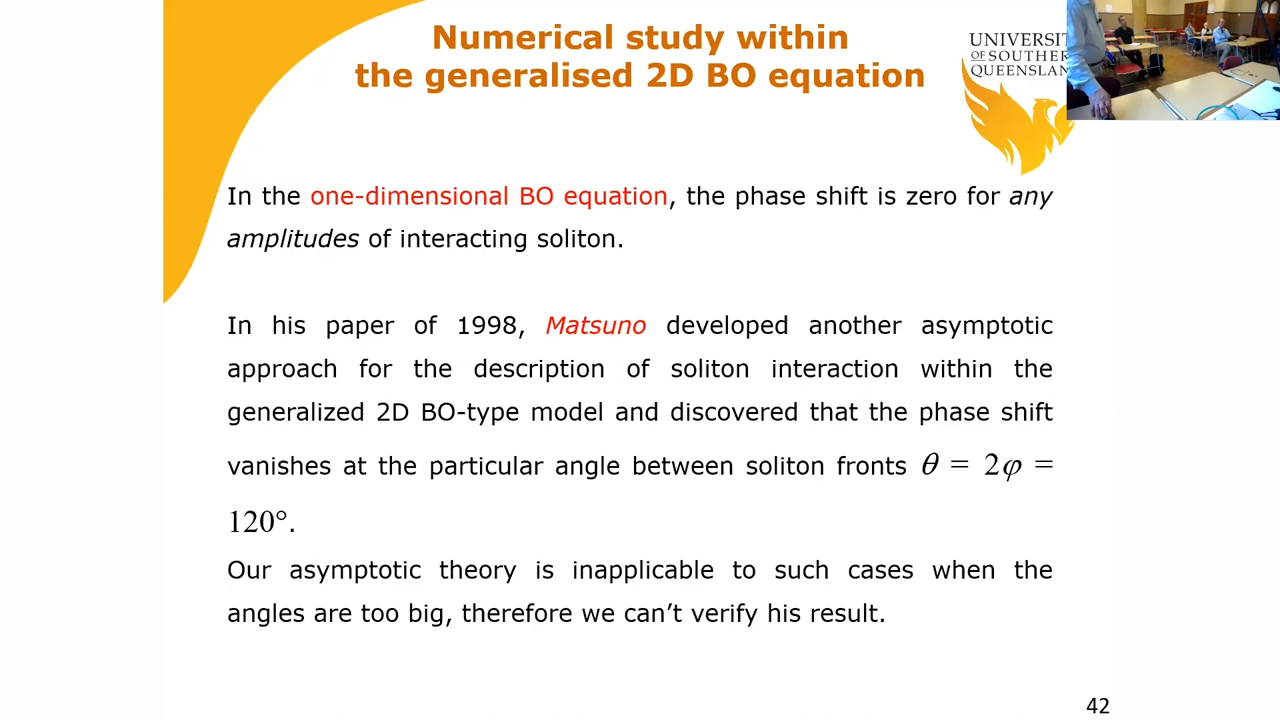 Numerical study within
the generalised 2D BO equation
UNIVERSIT
OF SOUTHER
QUEENSLAN
In the one-dimensional BO equation, the phase shift is zero for any
amplitudes of interacting soliton.
In his paper of 1998, Matsuno developed another asymptotic
approach for the description of soliton interaction within the
generalized 2D BO-type model and discovered that the phase shift
vanishes at the particular angle between soliton fronts θ = 2φ =
120°.
Our asymptotic theory is inapplicable to such cases when the
angles are too big, therefore we can’t verify his result.
42